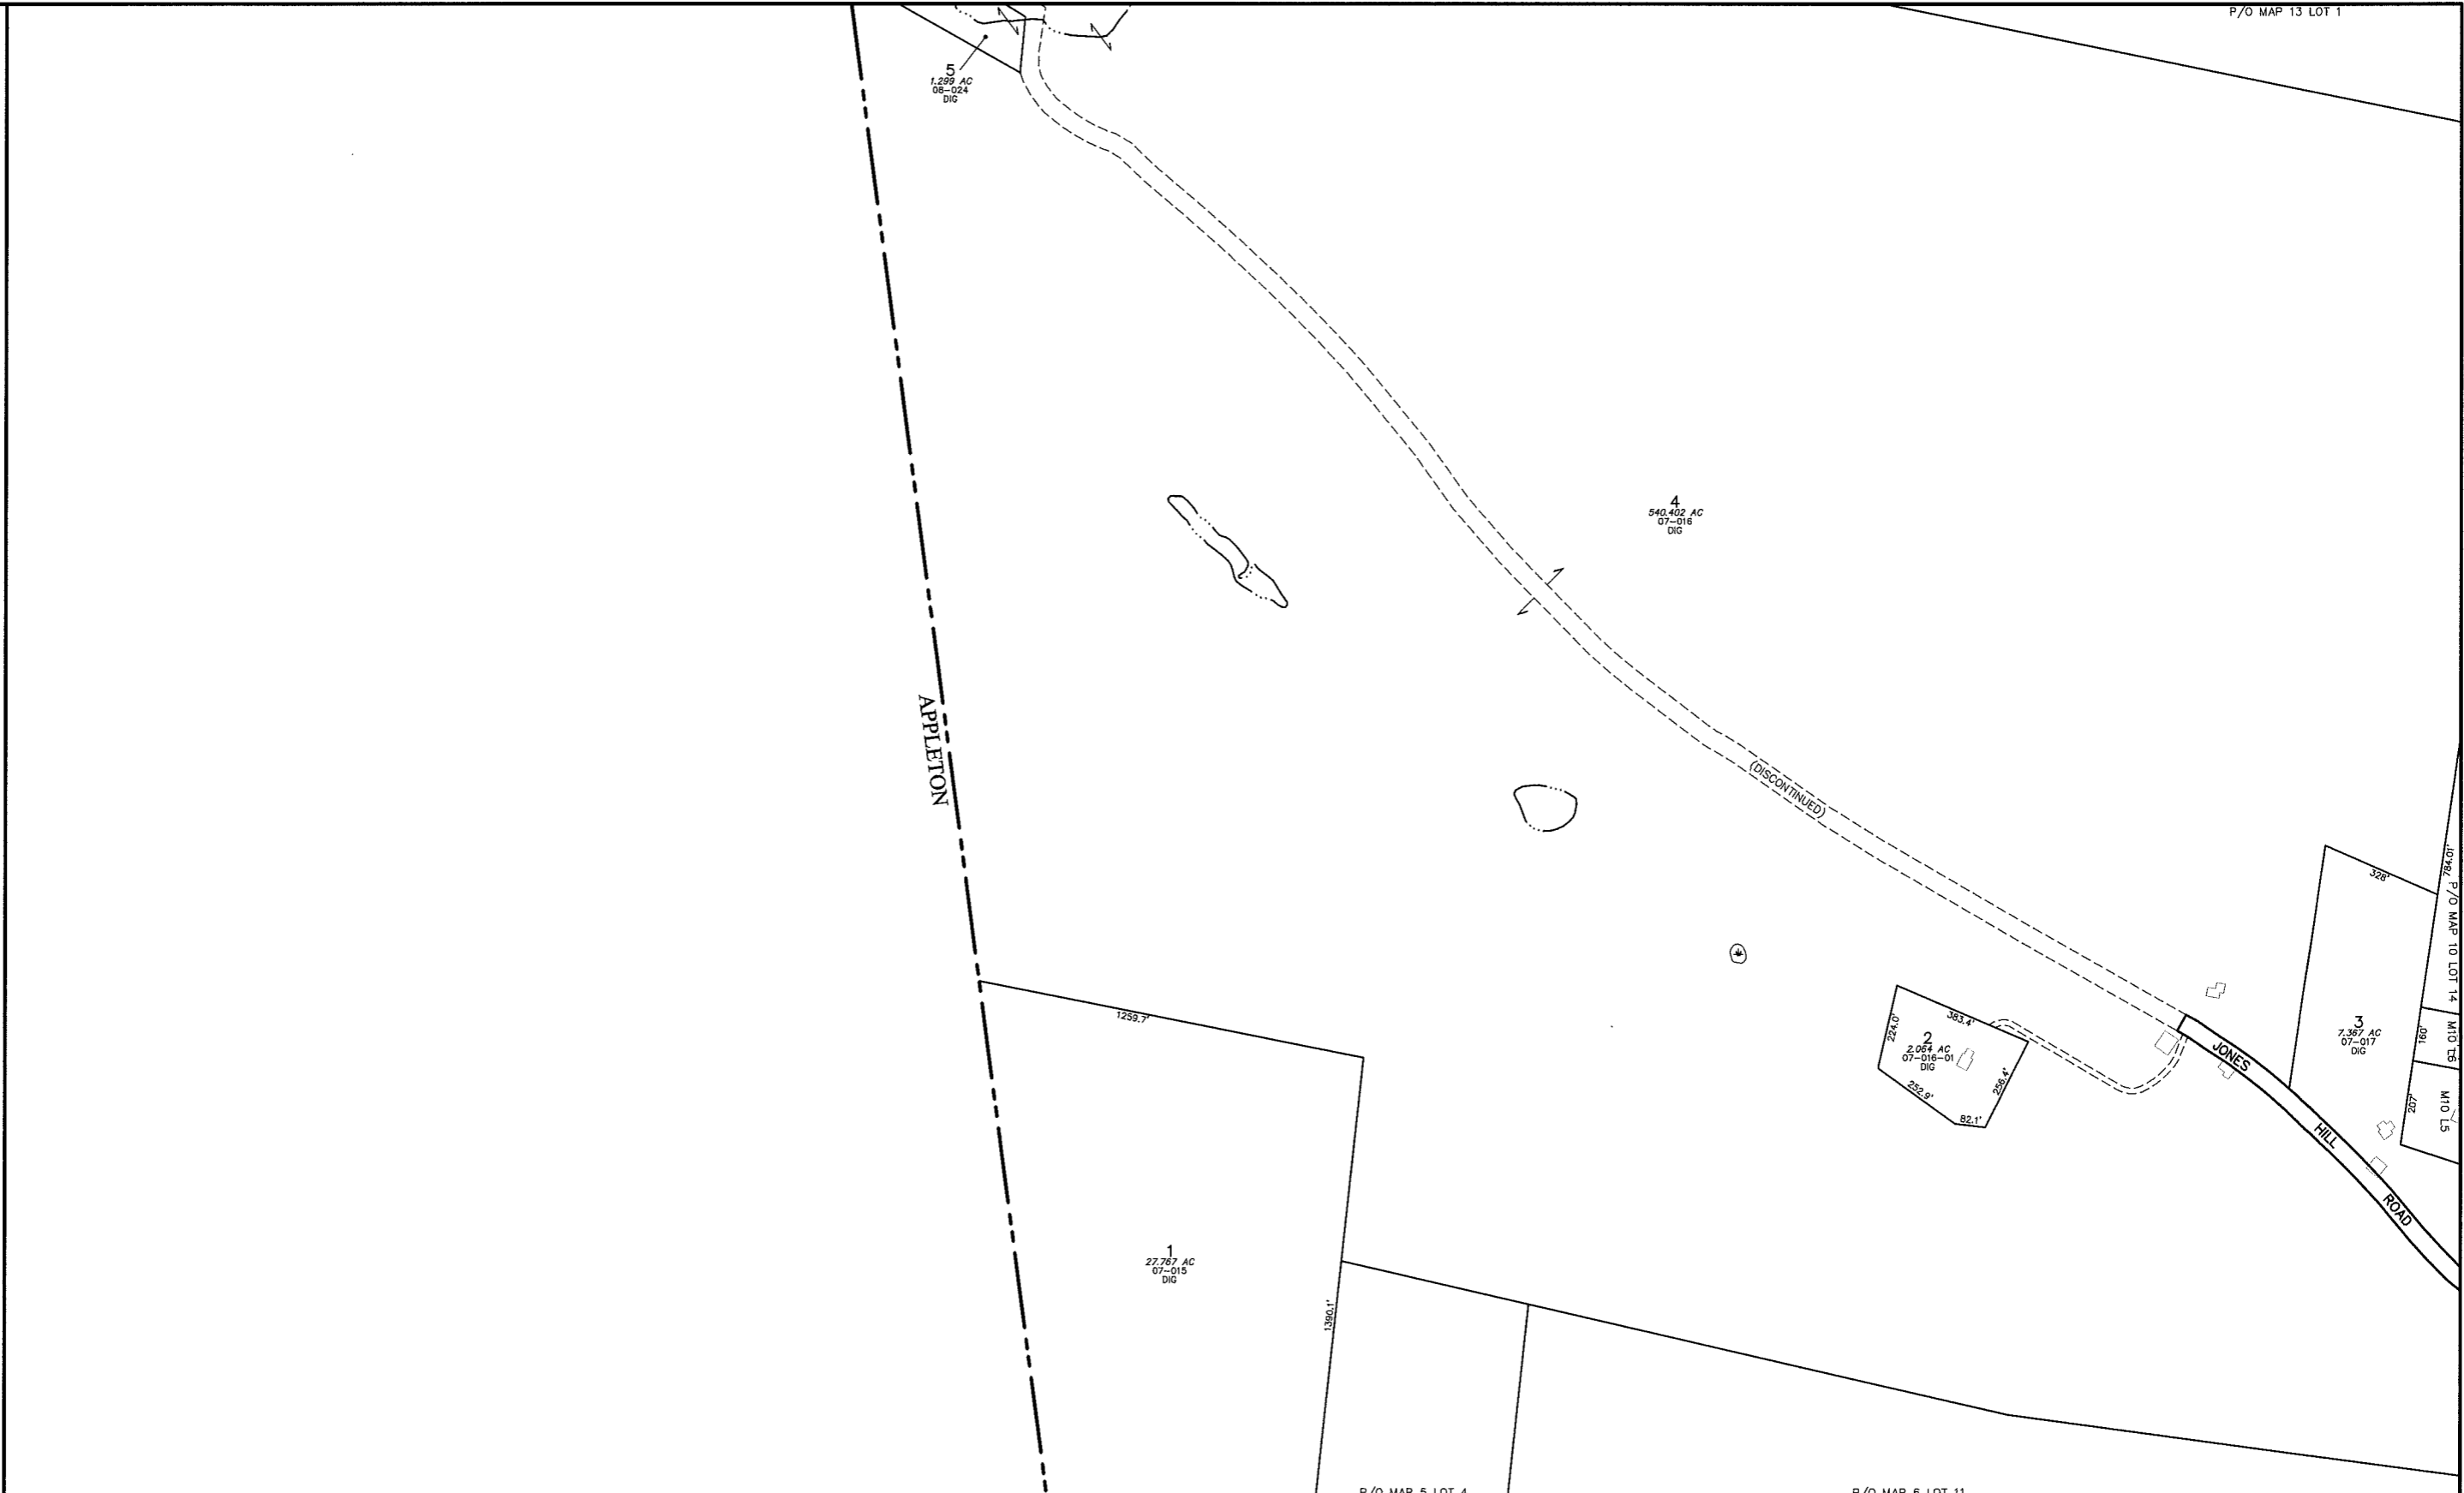 P/O MAP 13 LOT 1
5
1.299 AC
08-024
DIG
4
540.402 AC
07-016
DIG
APPLETON
(DISCONTINUED)
328'
784.01'
P/O MAP 10 LOT 14
3
7.367 AC
07-017
DIG
160'
M10 L6
207'
M10 L5
383.4'
224.0'
2
2.064 AC
07-016-01
DIG
256.4'
252.9'
82.1'
JONES
HILL
ROAD
1259.7'
1
27.767 AC
07-015
DIG
1390.1'
P/O MAP 5 LOT 4
P/O MAP 6 LOT 11